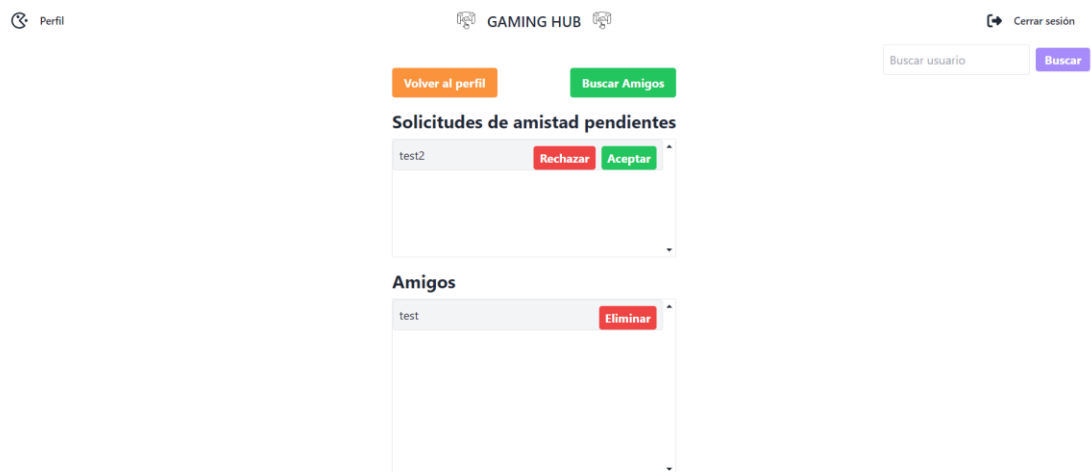 Perfil
GAMING HUB
Cerrar sesión
Buscar usuario
Buscar
Volver al perfil
Buscar Amigos
Solicitudes de amistad pendientes
test2
Rechazar
Aceptar
Amigos
test
Eliminar